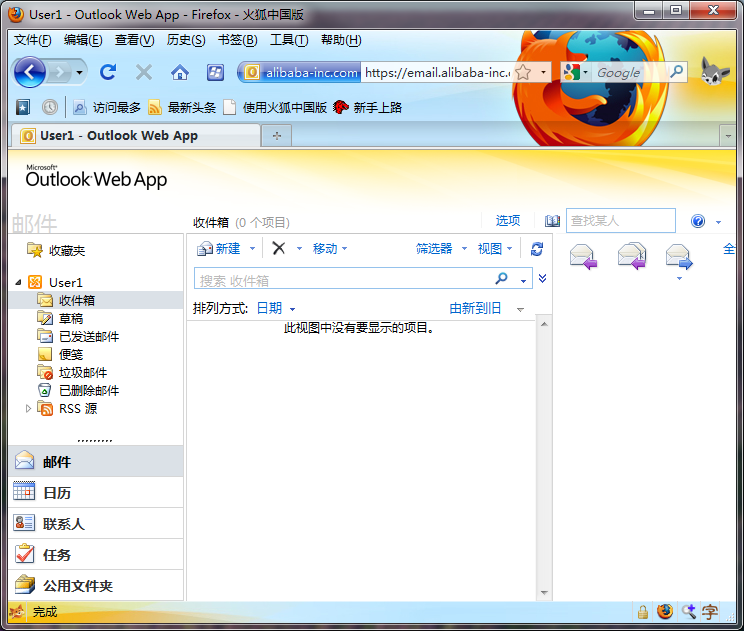 User1 - Outlook Web App - Firefox - 火狐中国版
文件(F) 编辑(E) 查看(V) 历史(S) 书签(B) 工具(T) 帮助(H)
alibaba-inc.com https://email.alibaba-inc. Google
访问最多 最新头条 使用火狐中国版 新手上路
User1 - Outlook Web App
Microsoft®
Outlook Web App
邮件
收件箱 (0 个项目) 选项 查找某人
收藏夹
新建 移动 筛选器 视图 全
User1
搜索 收件箱
收件箱
排列方式: 日期 由新到旧
草稿
此视图中没有要显示的项目。
已发送邮件
便笺
垃圾邮件
已删除邮件
RSS 源
邮件
日历
联系人
任务
公用文件夹
完成 字